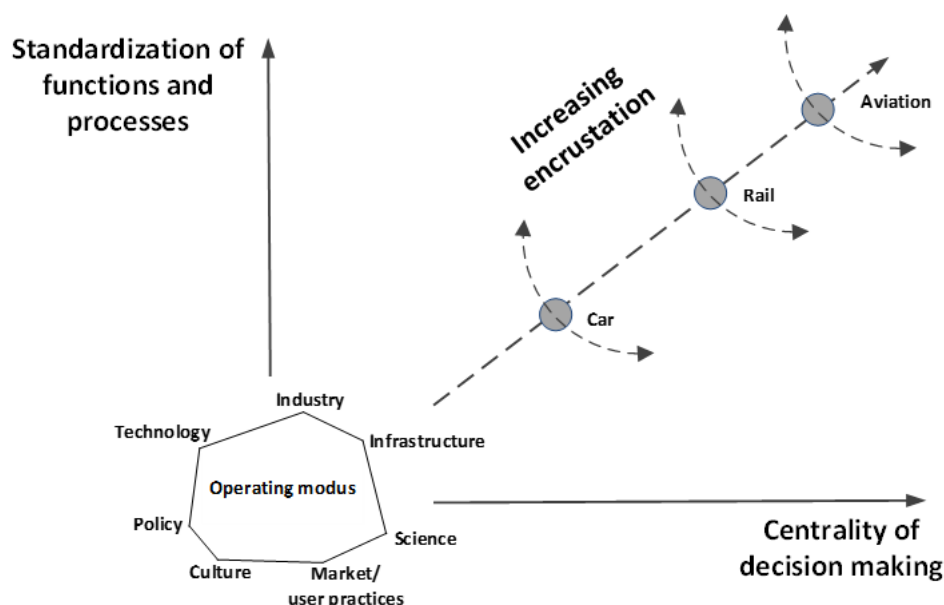 Standardization of
functions and
processes
Increasing
encrustation
Aviation
Rail
Car
Industry
Technology
Infrastructure
Operating modus
Policy
Science
Culture
Market/
user practices
Centrality of
decision making